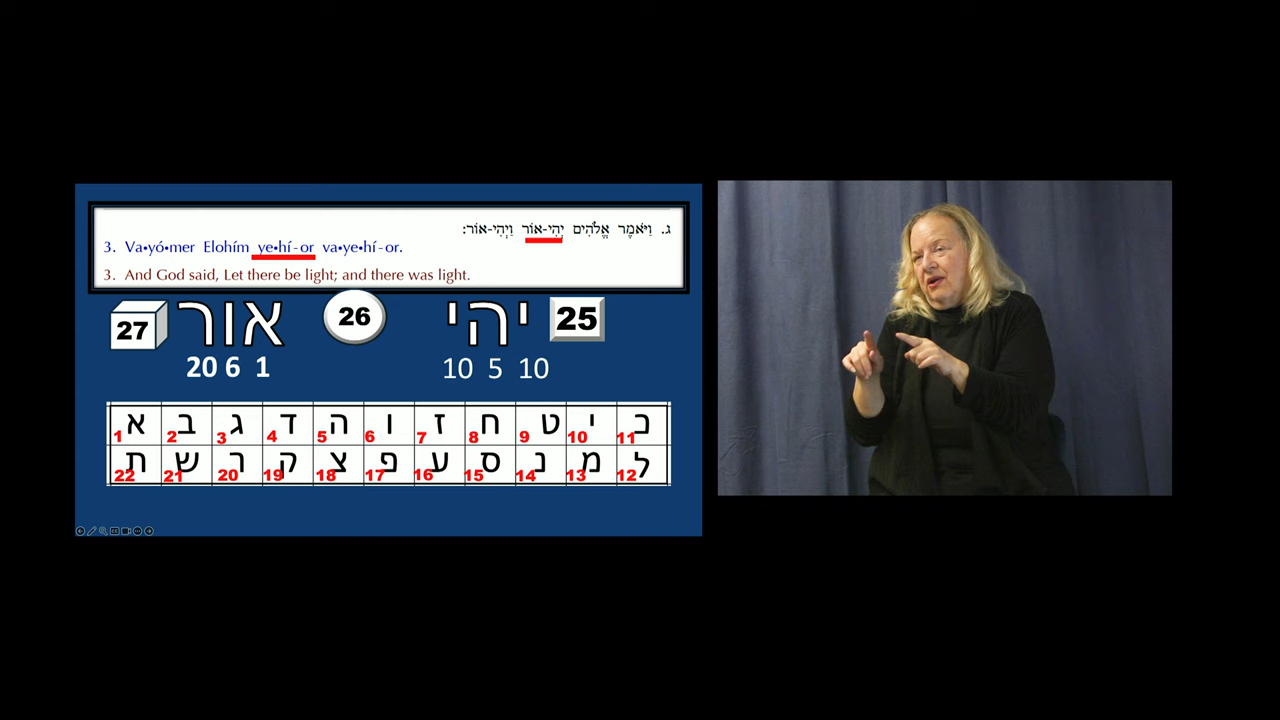 ג. וַיֹּאמֶר אֱלֹהִים יְהִי-אוֹר וַיְהִי-אוֹר:
3. Va•yó•mer Elohím ye•hí-or va•ye•hí-or.
3. And God said, Let there be light; and there was light.
27 אור 26 יהי 25
20 6 1 10 5 10
א ב ג ד ה ו ז ח ט י כ
1 2 3 4 5 6 7 8 9 10 11
ת ש ר ק צ פ ע ס נ מ ל
22 21 20 19 18 17 16 15 14 13 12